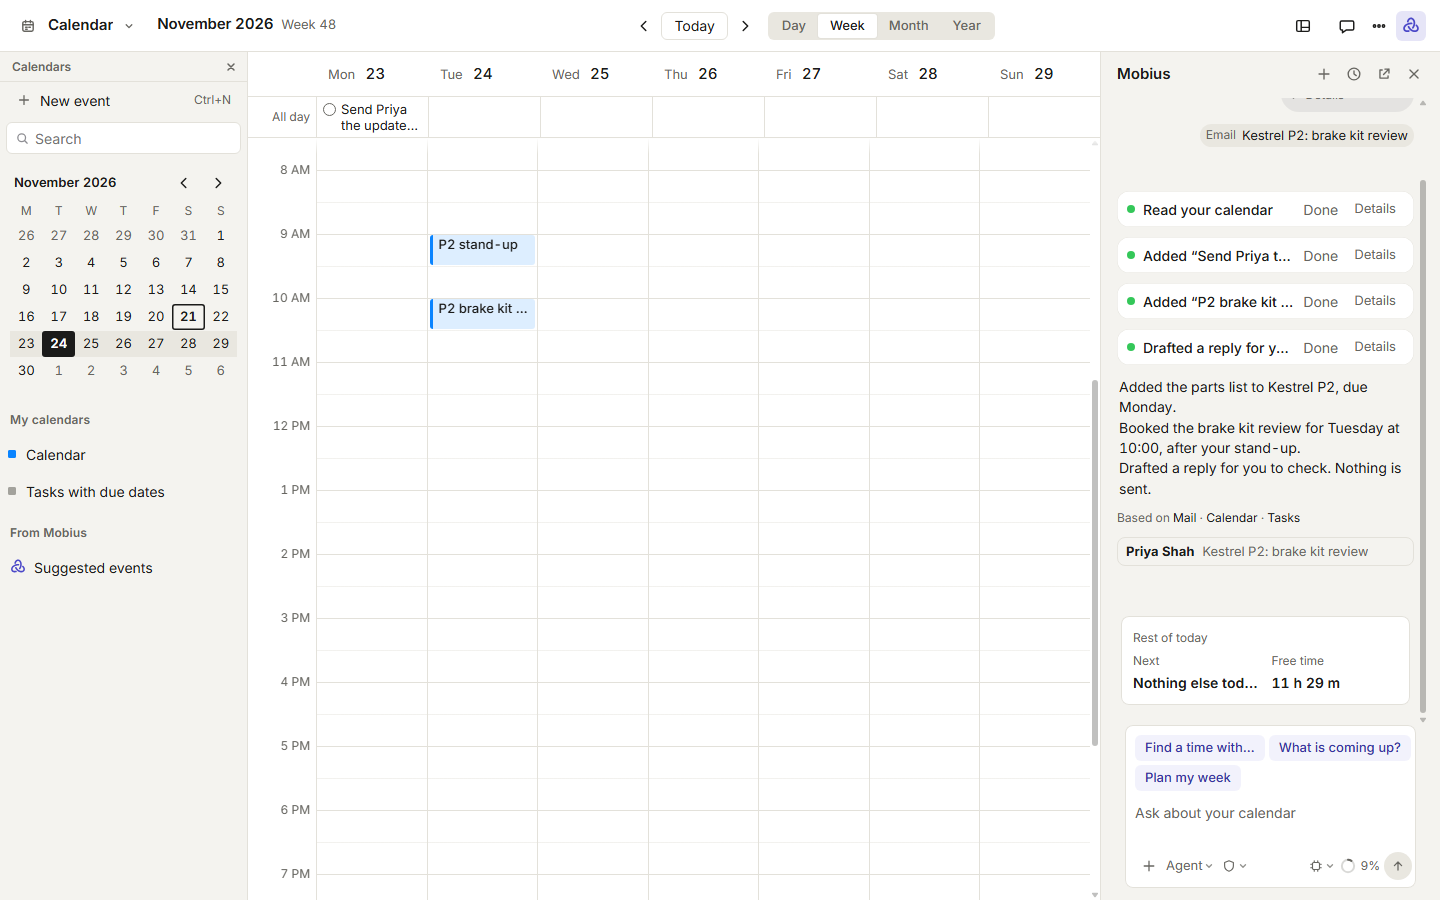 Calendar
November 2026 Week 48
Today
Day Week Month Year
Calendars
New event Ctrl+N
Search
November 2026
M T W T F S S
26 27 28 29 30 31 1
2 3 4 5 6 7 8
9 10 11 12 13 14 15
16 17 18 19 20 21 22
23 24 25 26 27 28 29
30 1 2 3 4 5 6
My calendars
Calendar
Tasks with due dates
From Mobius
Suggested events
Mon 23 Tue 24 Wed 25 Thu 26 Fri 27 Sat 28 Sun 29
All day
Send Priya
the update...
8 AM
9 AM
P2 stand-up
10 AM
P2 brake kit ...
11 AM
12 PM
1 PM
2 PM
3 PM
4 PM
5 PM
6 PM
7 PM
Mobius
Details
Email Kestrel P2: brake kit review
Read your calendar Done Details
Added “Send Priya t... Done Details
Added “P2 brake kit ... Done Details
Drafted a reply for y... Done Details
Added the parts list to Kestrel P2, due
Monday.
Booked the brake kit review for Tuesday at
10:00, after your stand-up.
Drafted a reply for you to check. Nothing is
sent.
Based on Mail · Calendar · Tasks
Priya Shah Kestrel P2: brake kit review
Rest of today
Next Free time
Nothing else tod... 11 h 29 m
Find a time with... What is coming up?
Plan my week
Ask about your calendar
Agent 9%